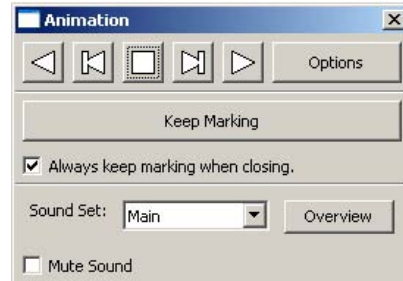 Animation
Options
Keep Marking
Always keep marking when closing.
Sound Set: Main Overview
Mute Sound